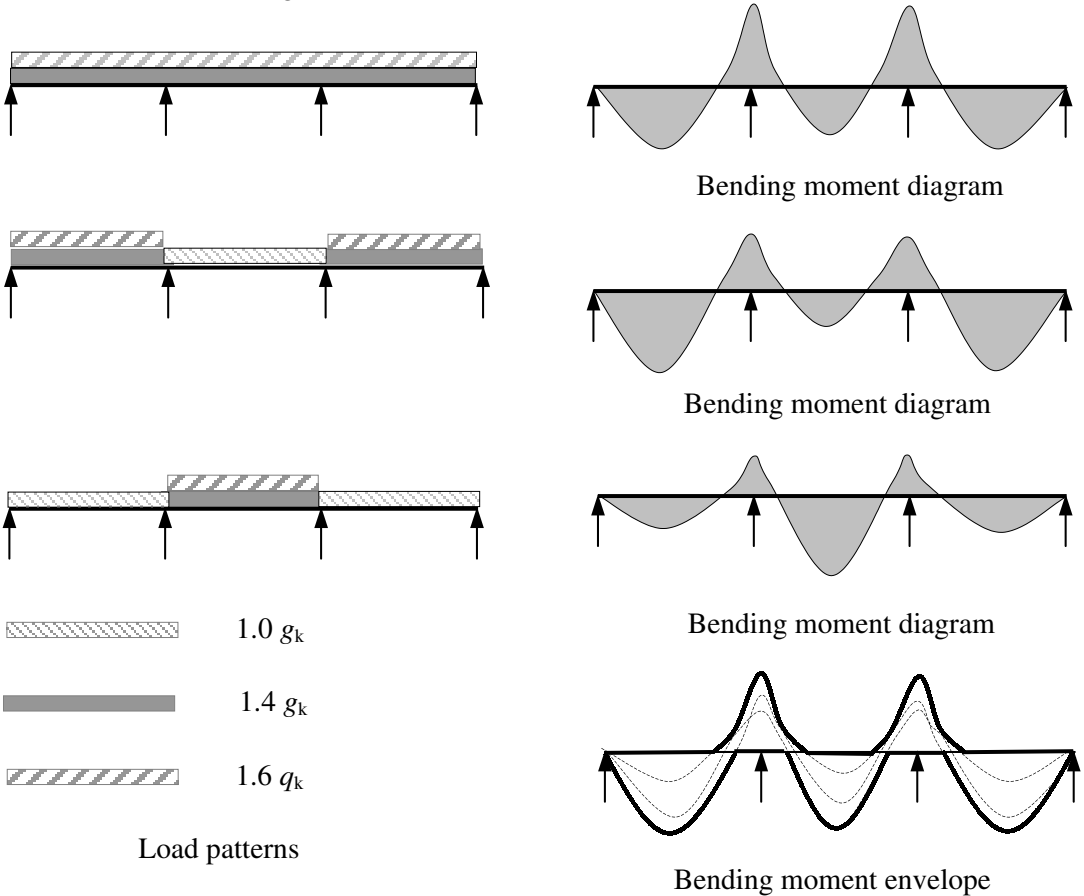 Bending moment diagram
Bending moment diagram
Bending moment diagram
1.0 gk
1.4 gk
1.6 qk
Load patterns
Bending moment envelope